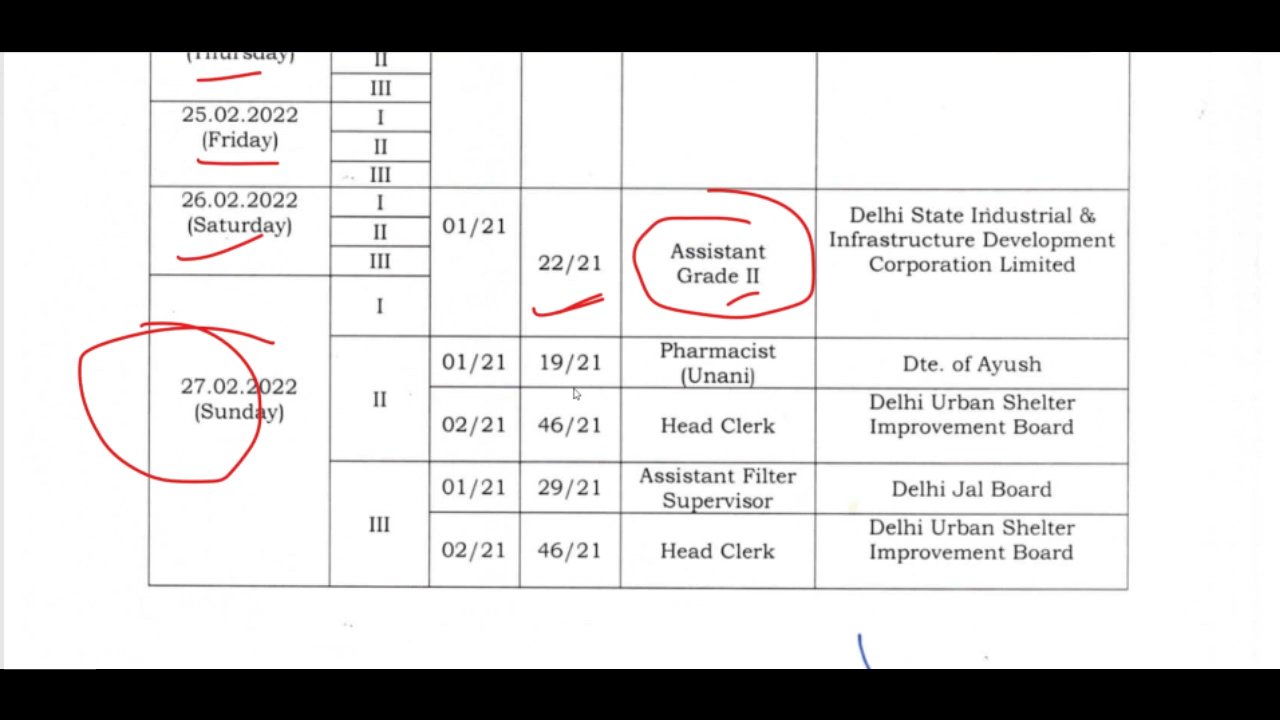 (Thursday)
II
III
25.02.2022
(Friday)
I
II
III
26.02.2022
(Saturday)
I
II
III
01/21
22/21
Assistant
Grade II
Delhi State Industrial &
Infrastructure Development
Corporation Limited
27.02.2022
(Sunday)
I
II
01/21
19/21
Pharmacist
(Unani)
Dte. of Ayush
02/21
46/21
Head Clerk
Delhi Urban Shelter
Improvement Board
III
01/21
29/21
Assistant Filter
Supervisor
Delhi Jal Board
02/21
46/21
Head Clerk
Delhi Urban Shelter
Improvement Board